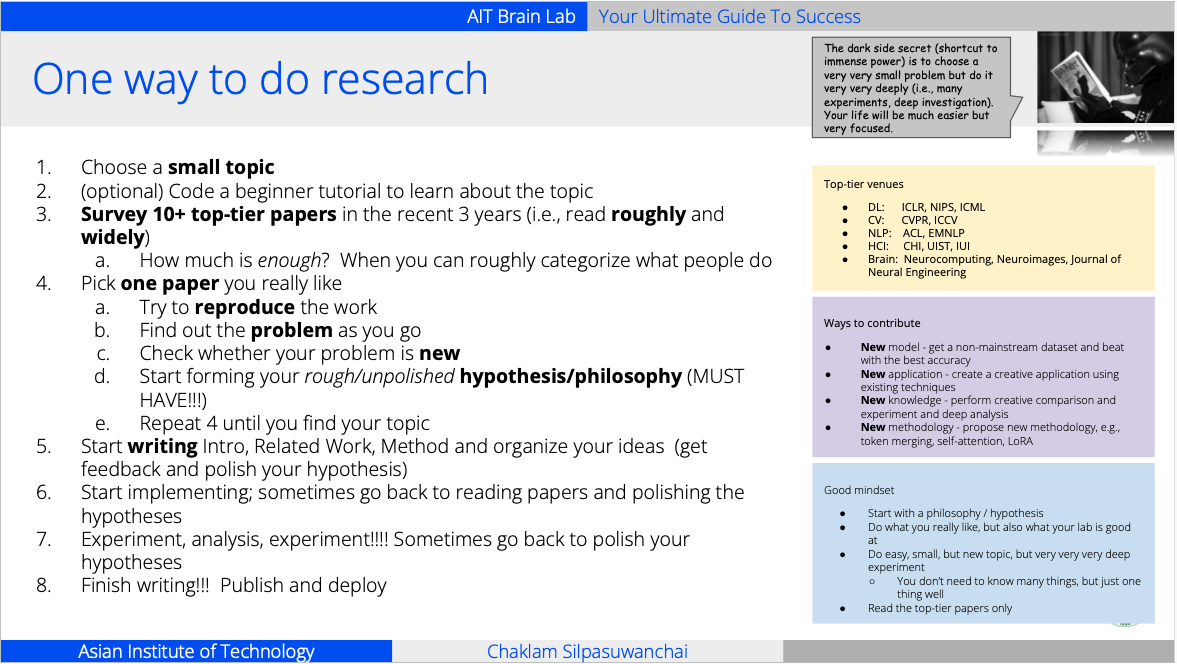 AIT Brain Lab
Your Ultimate Guide To Success
One way to do research
The dark side secret (shortcut to
immense power) is to choose a
very very small problem but do it
very very deeply (i.e., many
experiments, deep investigation).
Your life will be much easier but
very focused.
1. Choose a small topic
2. (optional) Code a beginner tutorial to learn about the topic
3. Survey 10+ top-tier papers in the recent 3 years (i.e., read roughly and
widely)
a. How much is enough? When you can roughly categorize what people do
4. Pick one paper you really like
a. Try to reproduce the work
b. Find out the problem as you go
c. Check whether your problem is new
d. Start forming your rough/unpolished hypothesis/philosophy (MUST
HAVE!!!)
e. Repeat 4 until you find your topic
5. Start writing Intro, Related Work, Method and organize your ideas (get
feedback and polish your hypothesis)
6. Start implementing; sometimes go back to reading papers and polishing the
hypotheses
7. Experiment, analysis, experiment!!!! Sometimes go back to polish your
hypotheses
8. Finish writing!!! Publish and deploy
Top-tier venues
● DL: ICLR, NIPS, ICML
● CV: CVPR, ICCV
● NLP: ACL, EMNLP
● HCI: CHI, UIST, IUI
● Brain: Neurocomputing, Neuroimages, Journal of
Neural Engineering
Ways to contribute
● New model - get a non-mainstream dataset and beat
with the best accuracy
● New application - create a creative application using
existing techniques
● New knowledge - perform creative comparison and
experiment and deep analysis
● New methodology - propose new methodology, e.g.,
token merging, self-attention, LoRA
Good mindset
● Start with a philosophy / hypothesis
● Do what you really like, but also what your lab is good
at
● Do easy, small, but new topic, but very very very deep
experiment
○ You don't need to know many things, but just one
thing well
● Read the top-tier papers only
Asian Institute of Technology
Chaklam Silpasuwanchai